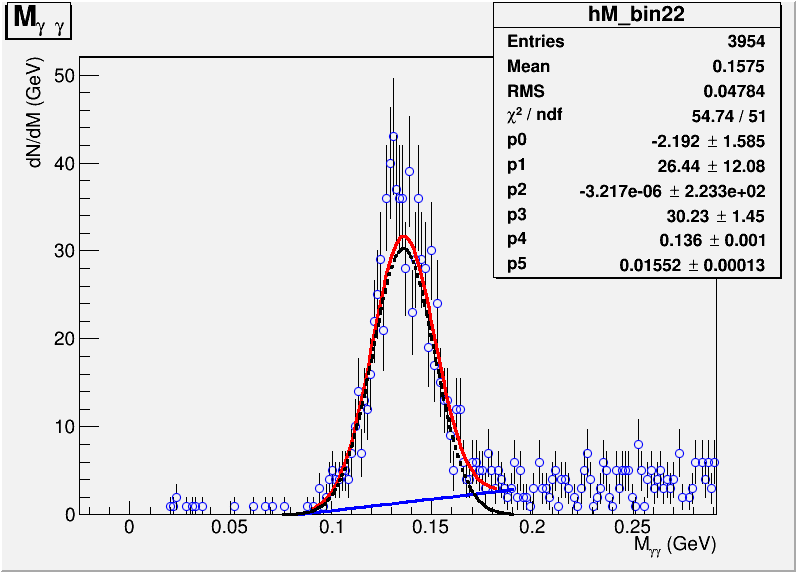 M γ γ
hM_bin22
Entries 3954
Mean 0.1575
RMS 0.04784
χ² / ndf 54.74 / 51
p0 -2.192 ± 1.585
p1 26.44 ± 12.08
p2 -3.217e-06 ± 2.233e+02
p3 30.23 ± 1.45
p4 0.136 ± 0.001
p5 0.01552 ± 0.00013
dN/dM (GeV)
50
40
30
20
10
0
0 0.05 0.1 0.15 0.2 0.25
Mγγ (GeV)